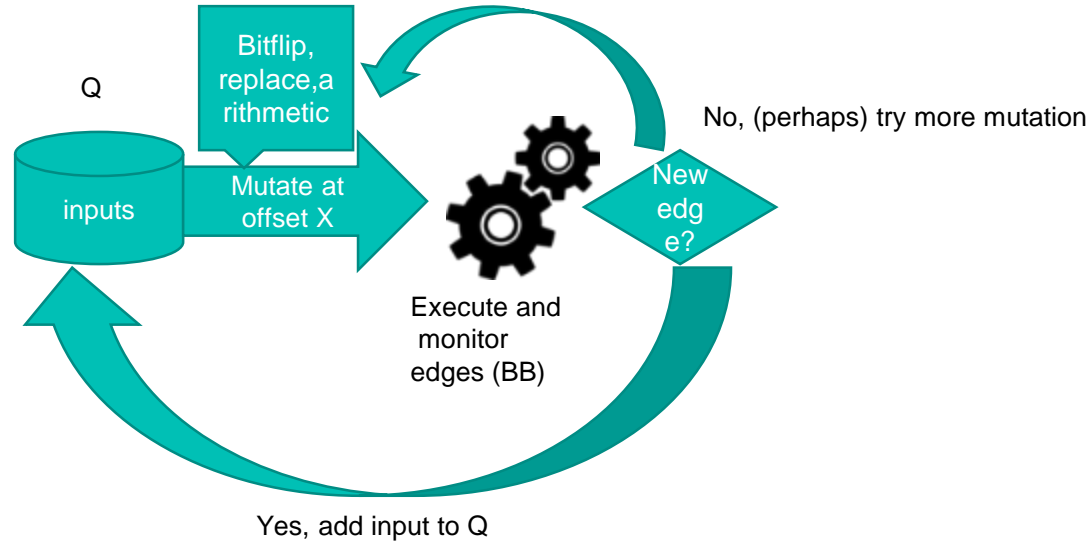 Bitflip,
replace,a
rithmetic
Q
No, (perhaps) try more mutation
inputs
Mutate at
offset X
New
edg
e?
Execute and
monitor
edges (BB)
Yes, add input to Q